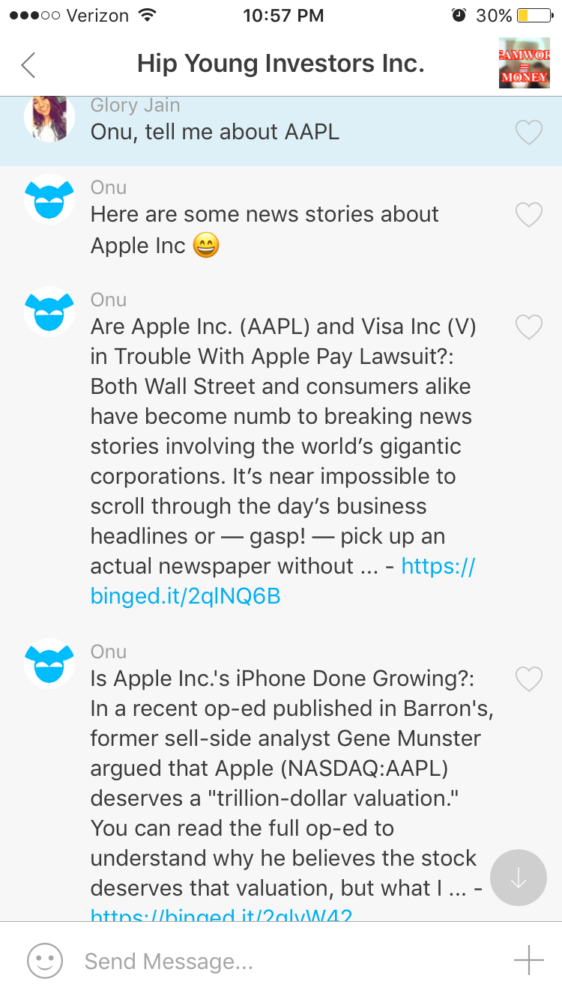 Verizon 10:57 PM 30%
Hip Young Investors Inc.
MONEY
Glory Jain
Onu, tell me about AAPL
Onu
Here are some news stories about
Apple Inc 😄
Onu
Are Apple Inc. (AAPL) and Visa Inc (V)
in Trouble With Apple Pay Lawsuit?:
Both Wall Street and consumers alike
have become numb to breaking news
stories involving the world’s gigantic
corporations. It’s near impossible to
scroll through the day’s business
headlines or — gasp! — pick up an
actual newspaper without ... - https://
binged.it/2qlNQ6B
Onu
Is Apple Inc.'s iPhone Done Growing?:
In a recent op-ed published in Barron's,
former sell-side analyst Gene Munster
argued that Apple (NASDAQ:AAPL)
deserves a "trillion-dollar valuation."
You can read the full op-ed to
understand why he believes the stock
deserves that valuation, but what I ... -
Send Message...